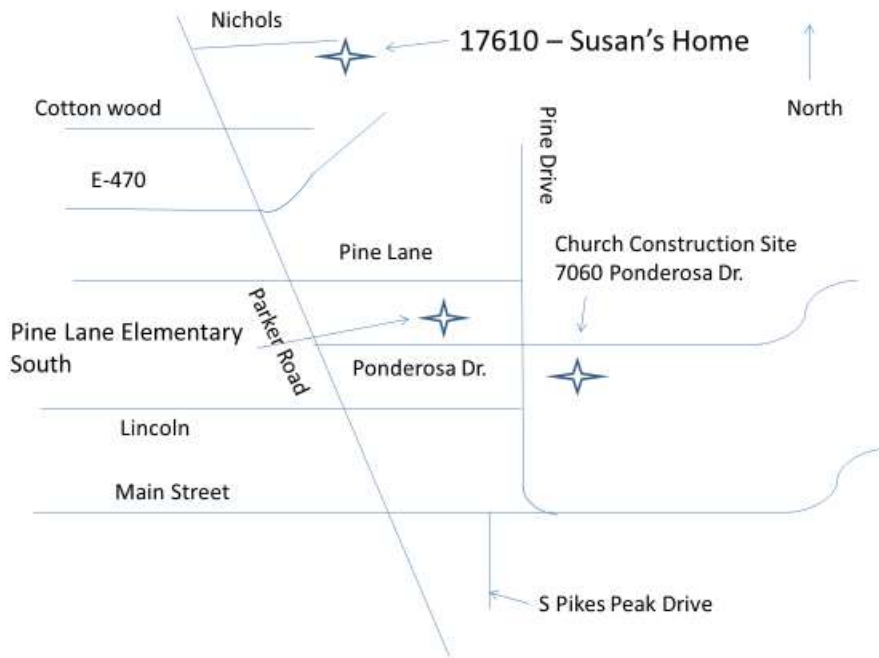 Nichols
17610 – Susan's Home
Cotton wood
North
Pine Drive
E-470
Church Construction Site
7060 Ponderosa Dr.
Pine Lane
Parker Road
Pine Lane Elementary
South
Ponderosa Dr.
Lincoln
Main Street
S Pikes Peak Drive